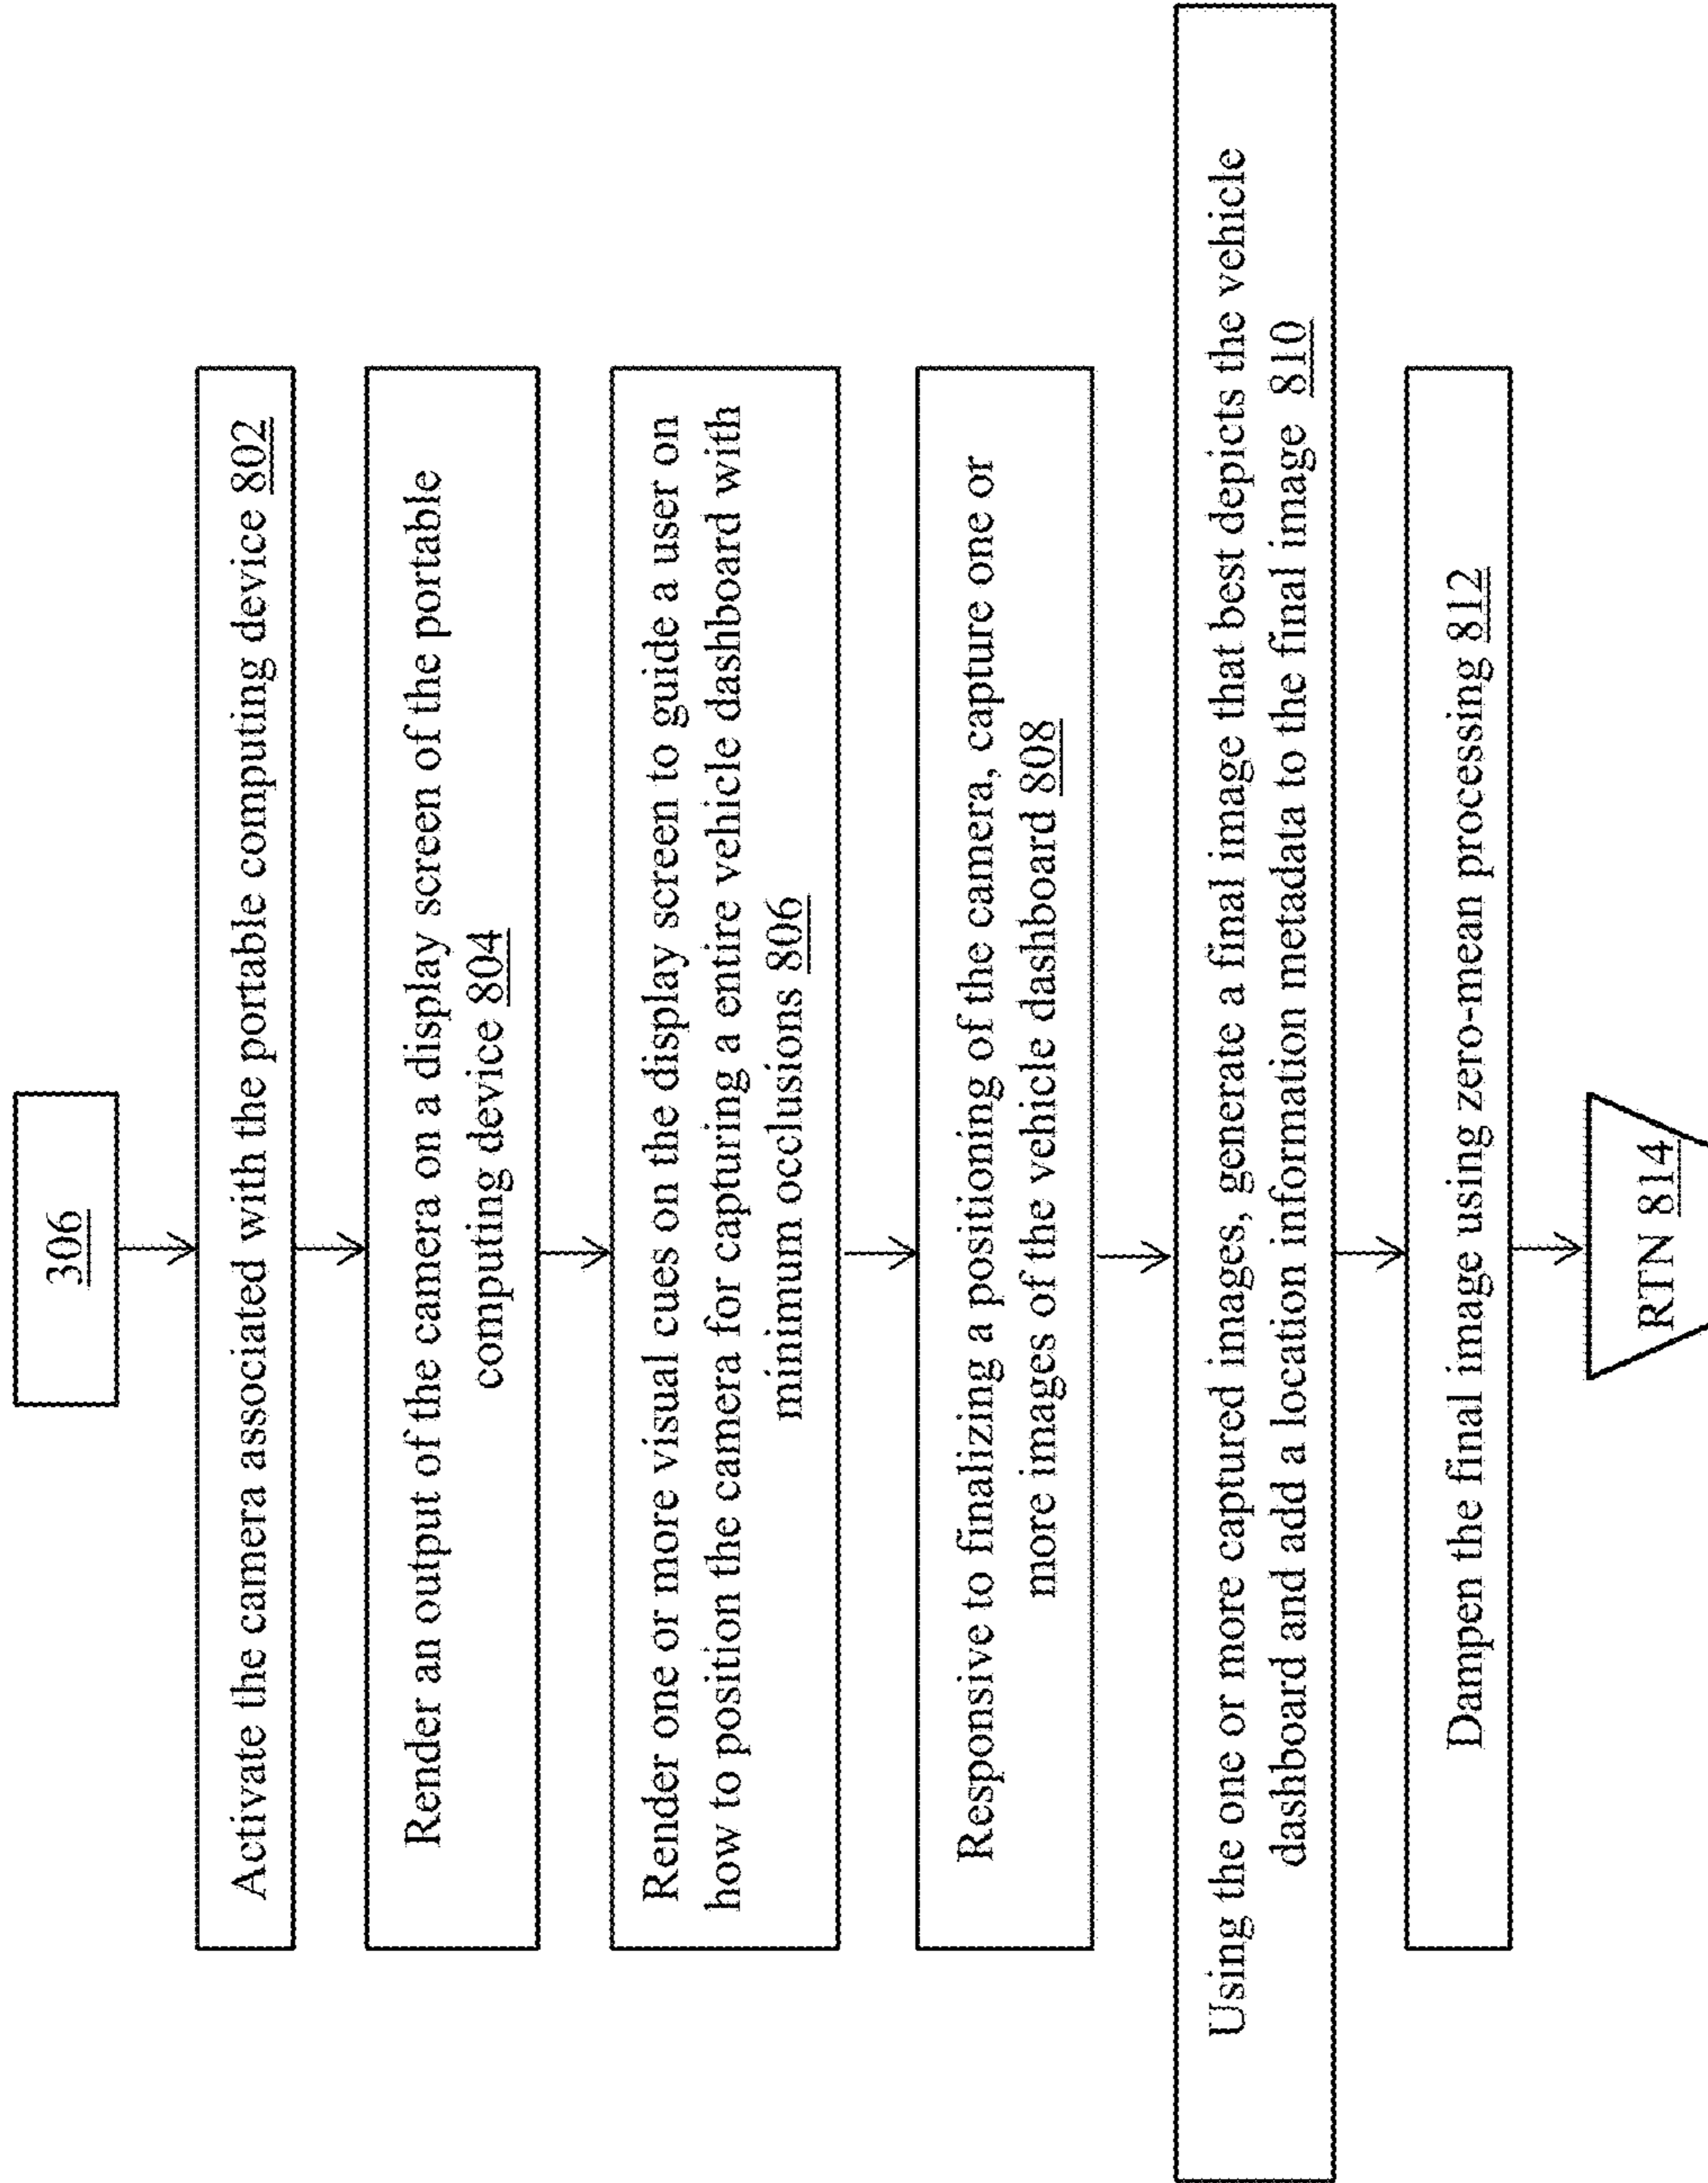 306
Activate the camera associated with the portable computing device 802
Render an output of the camera on a display screen of the portable
computing device 804
Render one or more visual cues on the display screen to guide a user on
how to position the camera for capturing a entire vehicle dashboard with
minimum occlusions 806
Responsive to finalizing a positioning of the camera, capture one or
more images of the vehicle dashboard 808
Using the one or more captured images, generate a final image that best depicts the vehicle
dashboard and add a location information metadata to the final image 810
Dampen the final image using zero-mean processing 812
RTN 814